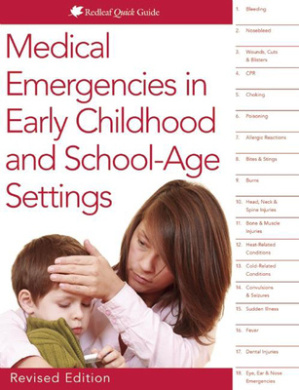 Redleaf Quick Guide
Medical
Emergencies in
Early Childhood
and School-Age
Settings
Revised Edition
1. Bleeding
2. Nosebleed
3. Wounds, Cuts
& Blisters
4. CPR
5. Choking
6. Poisoning
7. Allergic Reactions
8. Bites & Stings
9. Burns
10. Head, Neck &
Spine Injuries
11. Bone & Muscle
Injuries
12. Heat-Related
Conditions
13. Cold-Related
Conditions
14. Convulsions
& Seizures
15. Sudden Illness
16. Fever
17. Dental Injuries
18. Eye, Ear & Nose
Emergencies